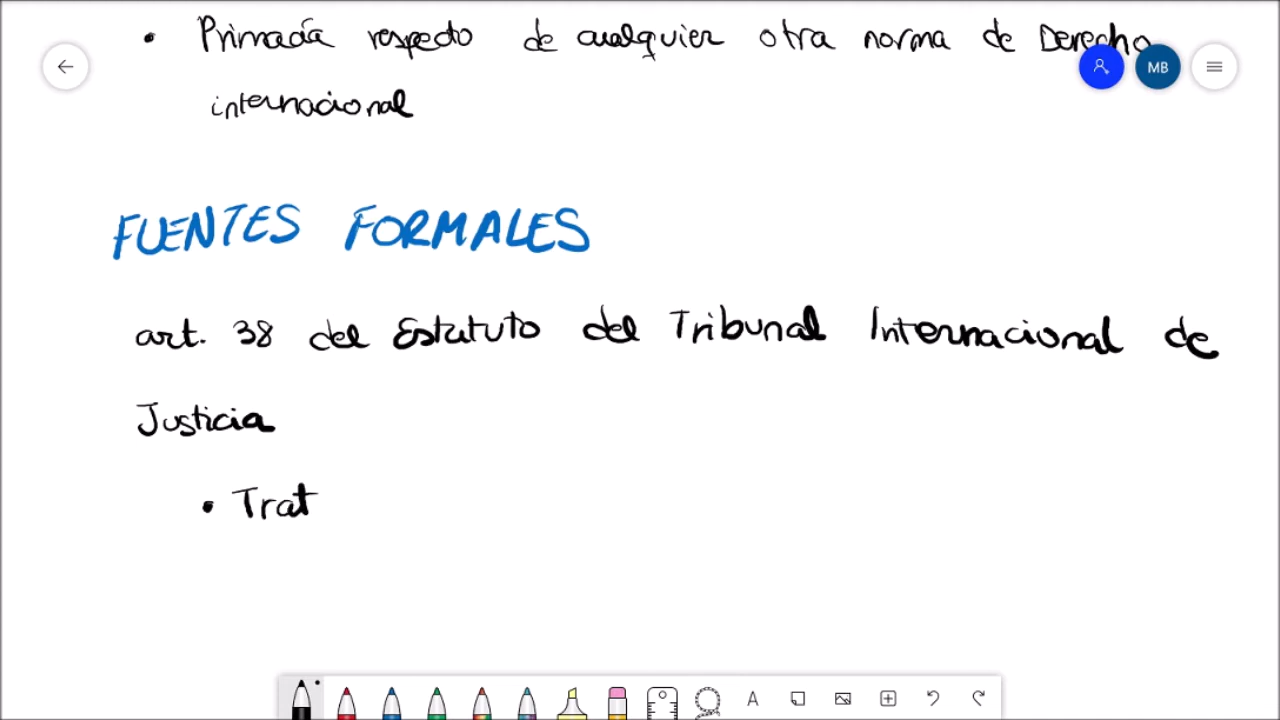 • Primacía respecto de cualquier otra norma de Derecho
MB
internacional
FUENTES FORMALES
art. 38 del Estatuto del Tribunal Internacional de
Justicia
• Trat
A